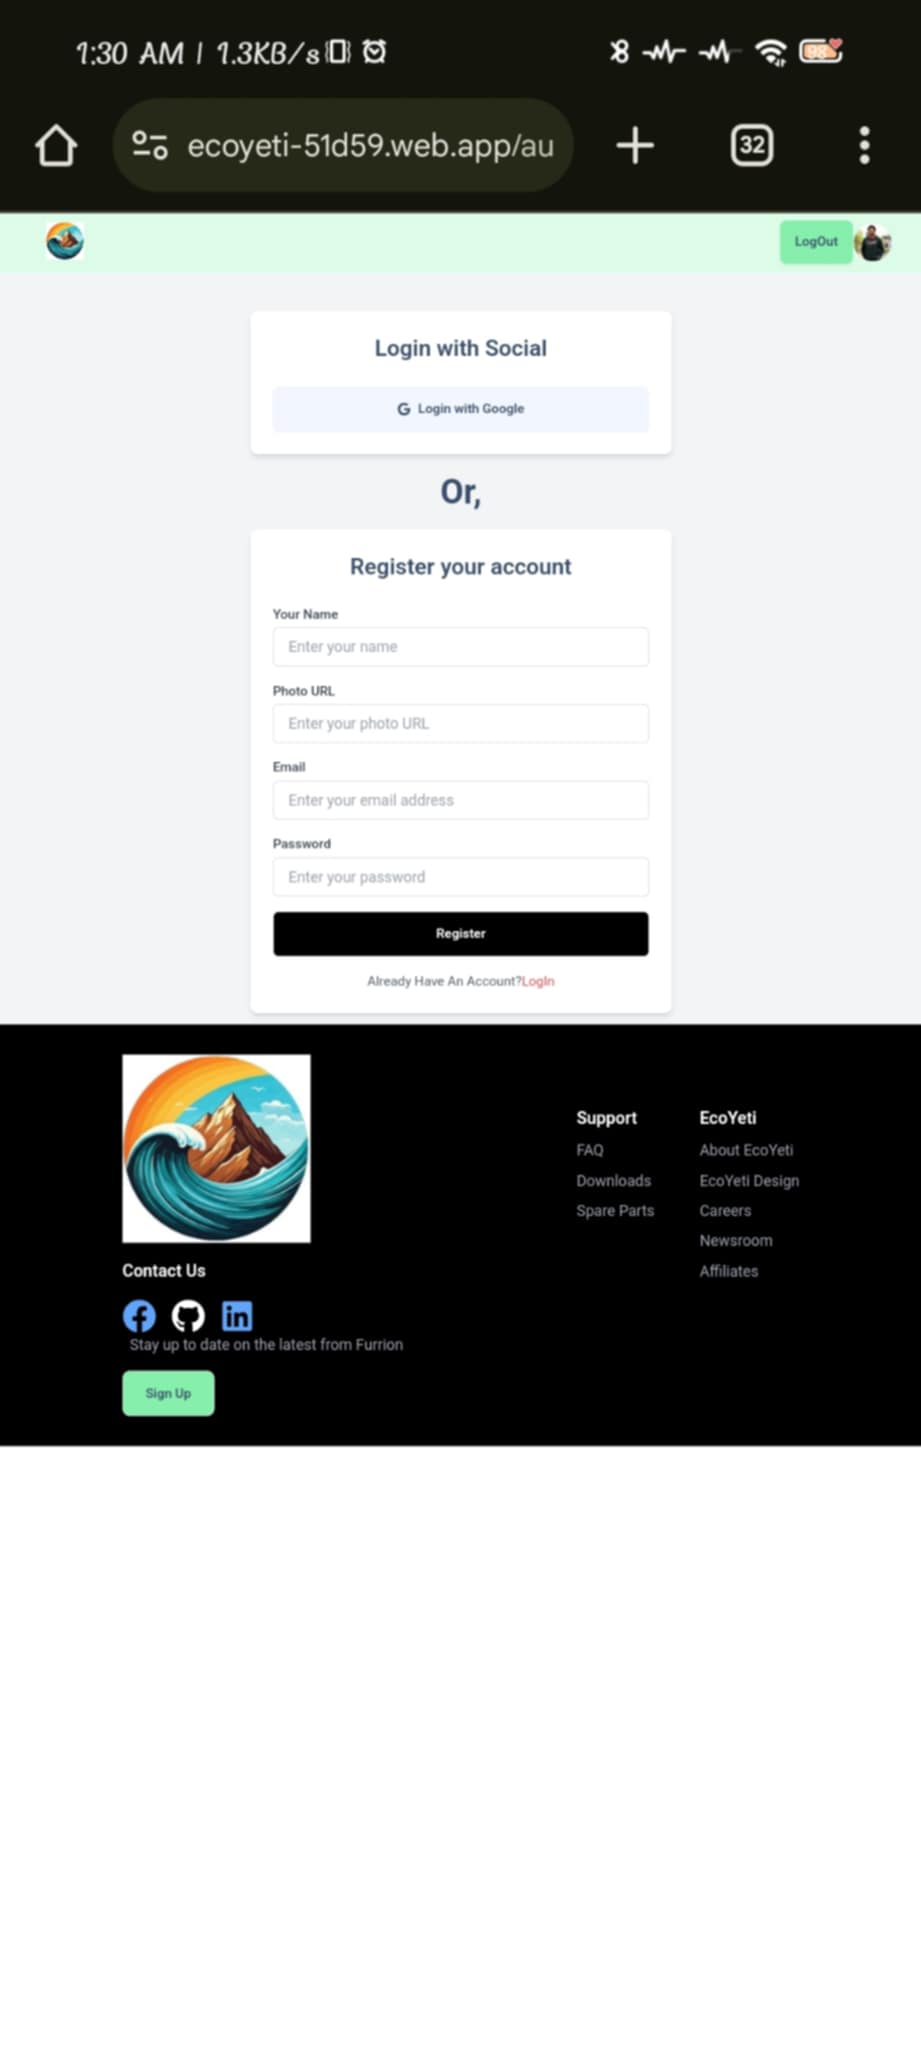 1:30 AM | 1.3KB/s
98
ecoyeti-51d59.web.app/au
32
LogOut
Login with Social
G Login with Google
Or,
Register your account
Your Name
Enter your name
Photo URL
Enter your photo URL
Email
Enter your email address
Password
Enter your password
Register
Already Have An Account?LogIn
Support
FAQ
Downloads
Spare Parts
EcoYeti
About EcoYeti
EcoYeti Design
Careers
Newsroom
Affiliates
Contact Us
Stay up to date on the latest from Furrion
Sign Up